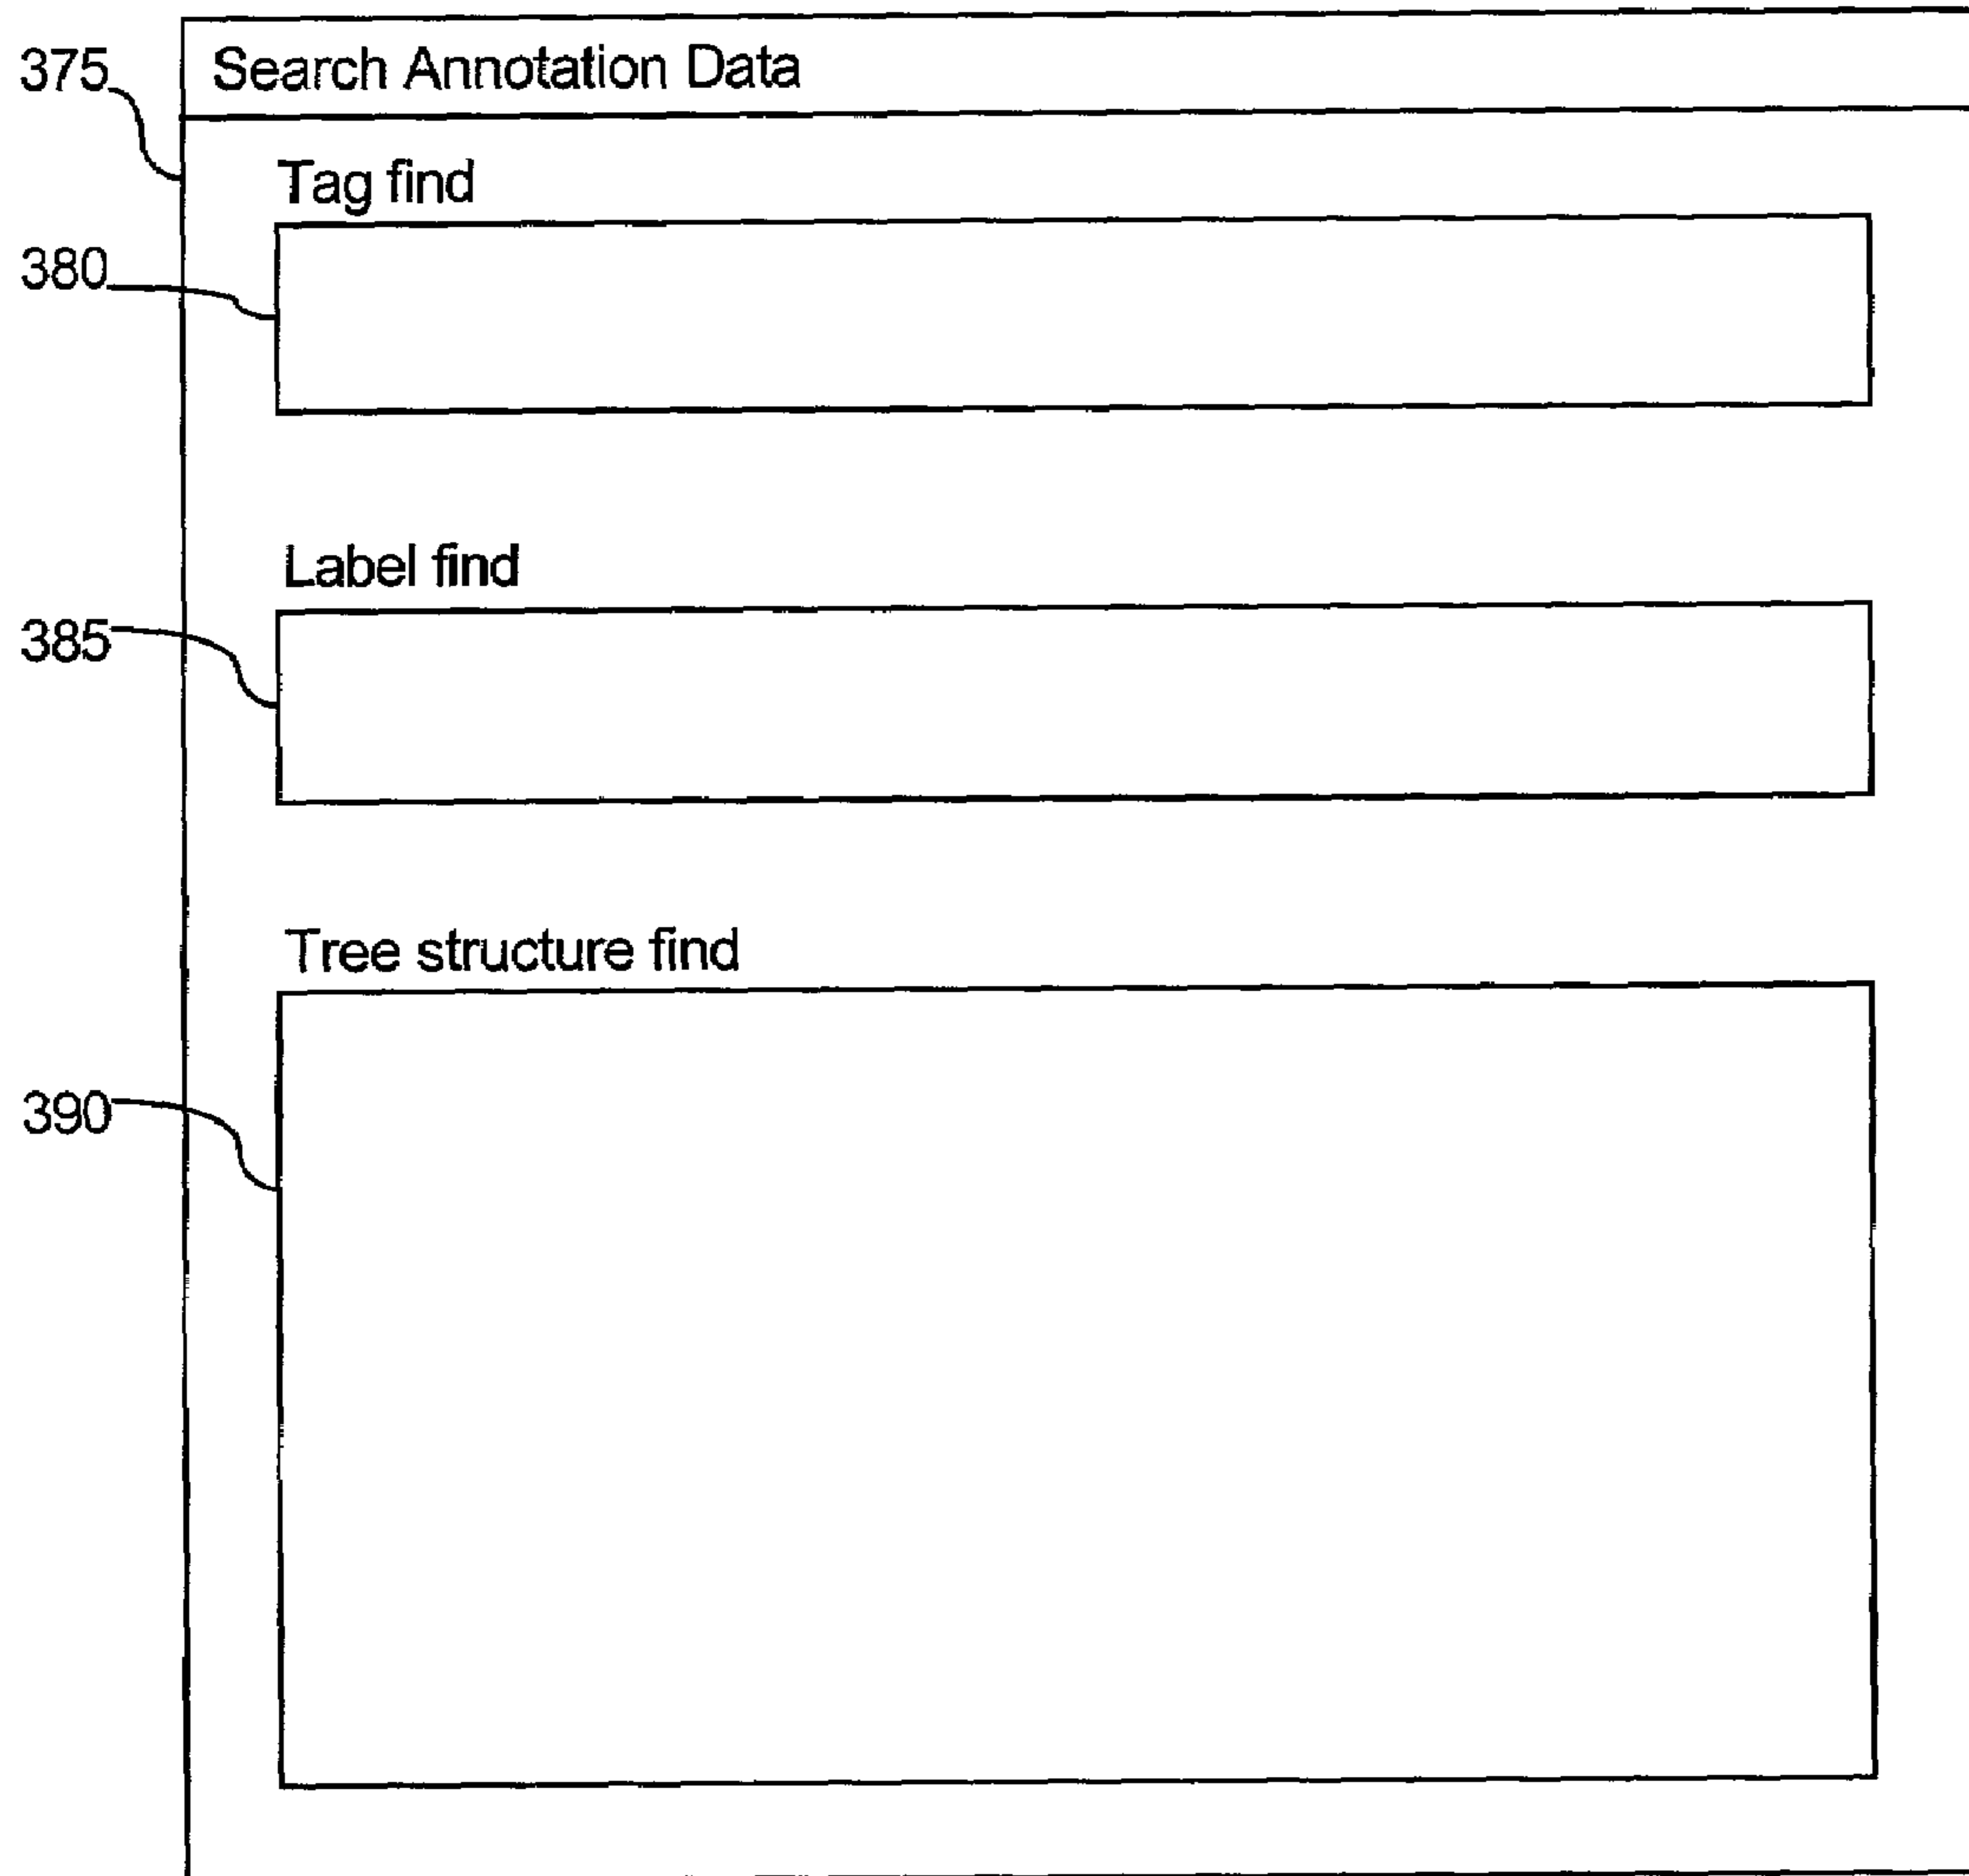 375
Search Annotation Data
Tag find
380
Label find
385
Tree structure find
390